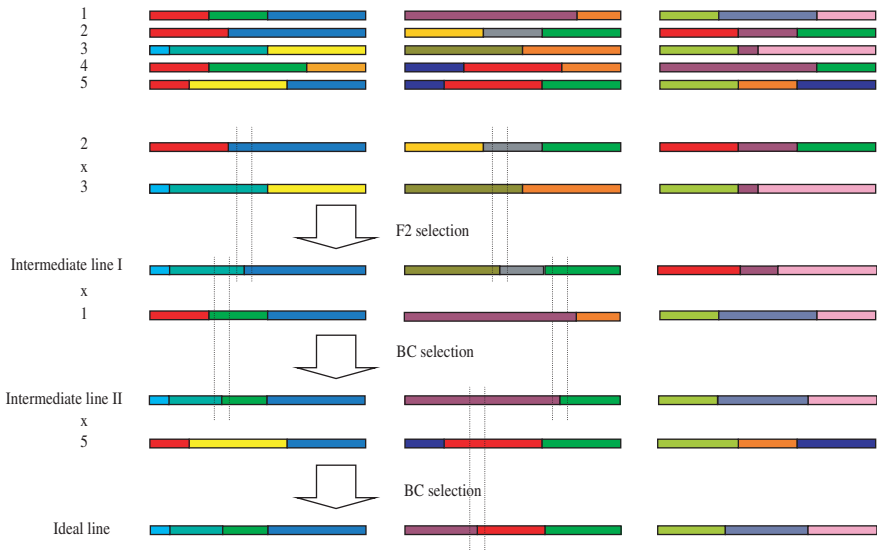 1
2
3
4
5
2
x
3
F2 selection
Intermediate line I
x
1
BC selection
Intermediate line II
x
5
BC selection
Ideal line